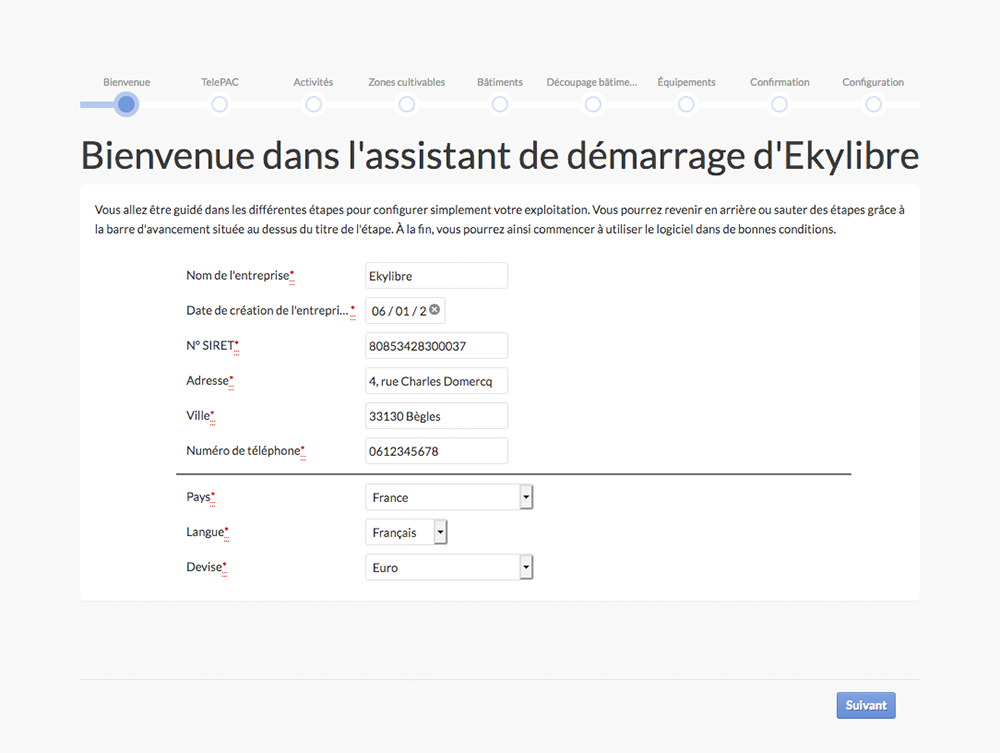 Bienvenue TelePAC Activités Zones cultivables Bâtiments Découpage bâtime... Équipements Confirmation Configuration
Bienvenue dans l'assistant de démarrage d'Ekylibre
Vous allez être guidé dans les différentes étapes pour configurer simplement votre exploitation. Vous pourrez revenir en arrière ou sauter des étapes grâce à
la barre d'avancement située au dessus du titre de l'étape. À la fin, vous pourrez ainsi commencer à utiliser le logiciel dans de bonnes conditions.
Nom de l'entreprise* Ekylibre
Date de création de l'entrepri...* 06 / 01 / 2
N° SIRET* 80853428300037
Adresse* 4, rue Charles Domercq
Ville* 33130 Bègles
Numéro de téléphone* 0612345678
Pays* France
Langue* Français
Devise* Euro
Suivant